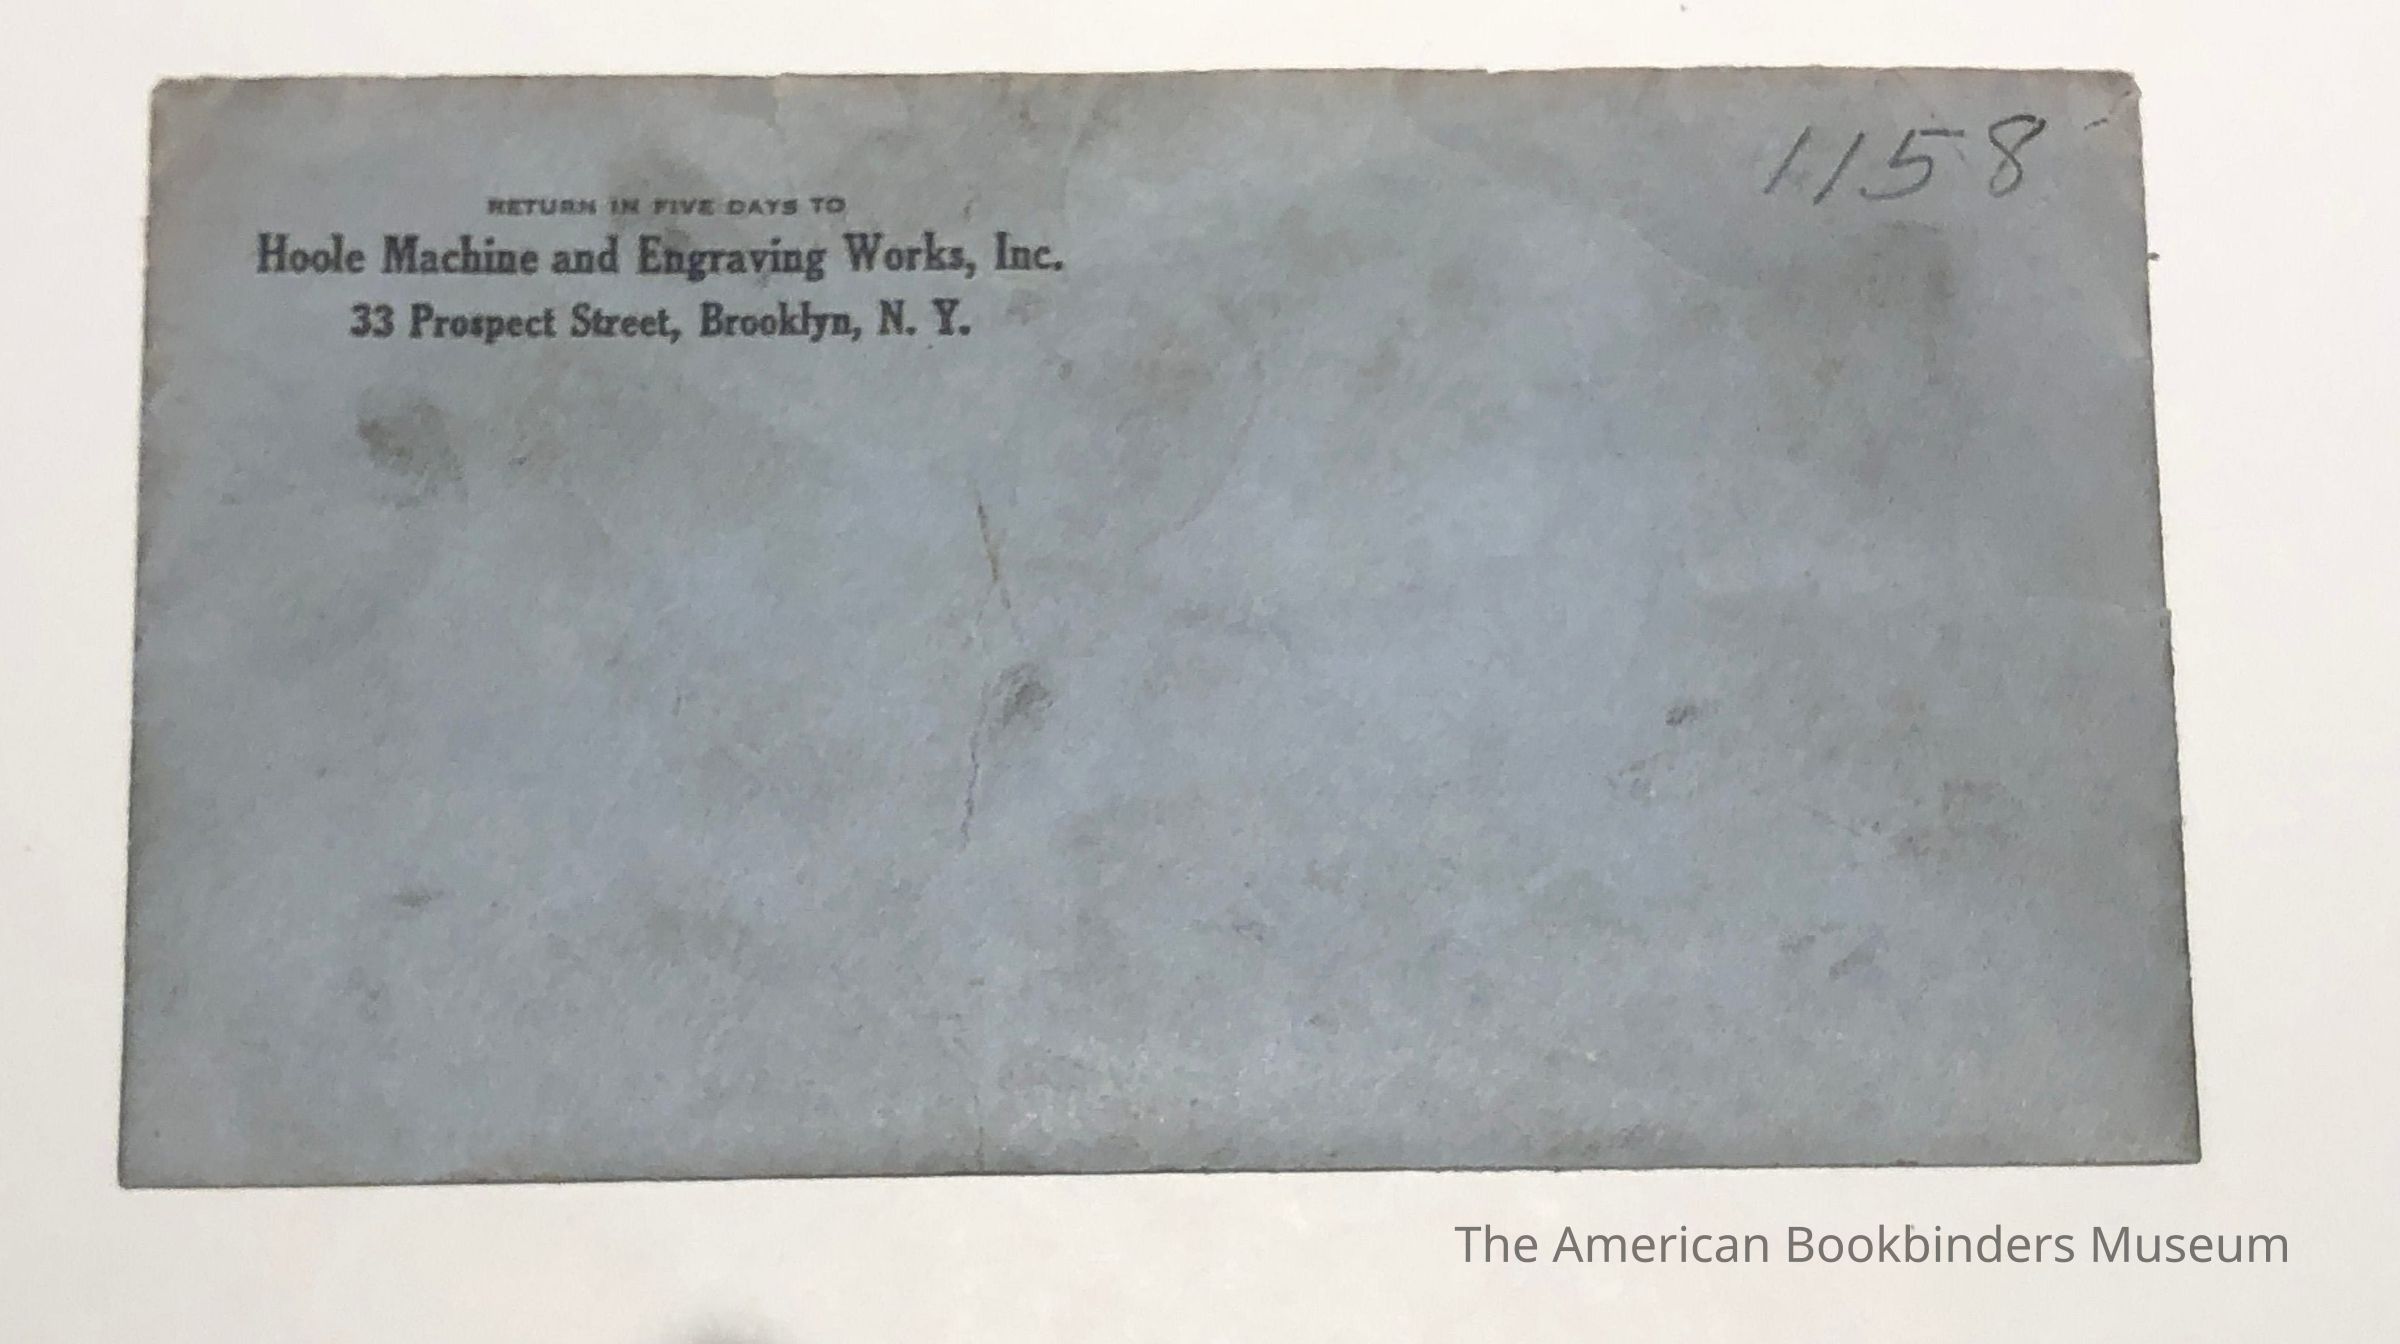 1158
RETURN IN FIVE DAYS TO
Hoole Machine and Engraving Works, Inc.
33 Prospect Street, Brooklyn, N. Y.
The American Bookbinders Museum